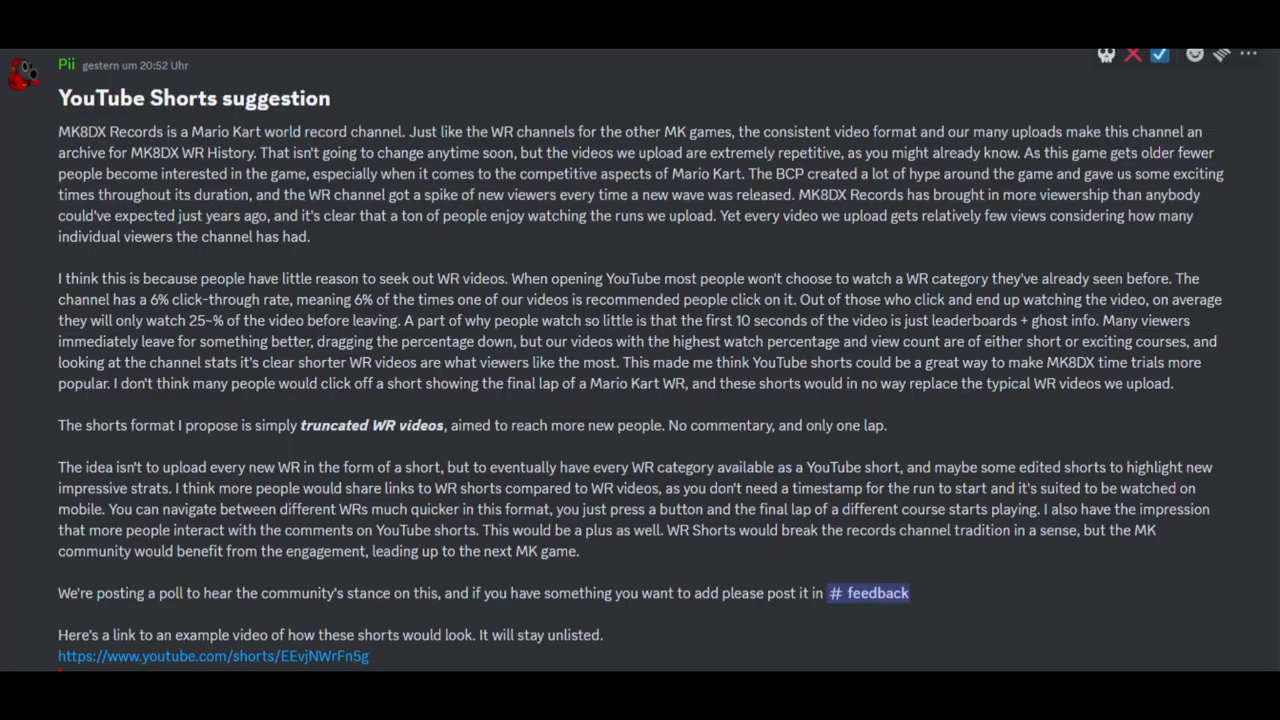 Pii gestern um 20:52 Uhr
YouTube Shorts suggestion
MK8DX Records is a Mario Kart world record channel. Just like the WR channels for the other MK games, the consistent video format and our many uploads make this channel an
archive for MK8DX WR History. That isn't going to change anytime soon, but the videos we upload are extremely repetitive, as you might already know. As this game gets older fewer
people become interested in the game, especially when it comes to the competitive aspects of Mario Kart. The BCP created a lot of hype around the game and gave us some exciting
times throughout its duration, and the WR channel got a spike of new viewers every time a new wave was released. MK8DX Records has brought in more viewership than anybody
could've expected just years ago, and it's clear that a ton of people enjoy watching the runs we upload. Yet every video we upload gets relatively few views considering how many
individual viewers the channel has had.
I think this is because people have little reason to seek out WR videos. When opening YouTube most people won't choose to watch a WR category they've already seen before. The
channel has a 6% click-through rate, meaning 6% of the times one of our videos is recommended people click on it. Out of those who click and end up watching the video, on average
they will only watch 25~% of the video before leaving. A part of why people watch so little is that the first 10 seconds of the video is just leaderboards + ghost info. Many viewers
immediately leave for something better, dragging the percentage down, but our videos with the highest watch percentage and view count are of either short or exciting courses, and
looking at the channel stats it's clear shorter WR videos are what viewers like the most. This made me think YouTube shorts could be a great way to make MK8DX time trials more
popular. I don't think many people would click off a short showing the final lap of a Mario Kart WR, and these shorts would in no way replace the typical WR videos we upload.
The shorts format I propose is simply truncated WR videos, aimed to reach more new people. No commentary, and only one lap.
The idea isn't to upload every new WR in the form of a short, but to eventually have every WR category available as a YouTube short, and maybe some edited shorts to highlight new
impressive strats. I think more people would share links to WR shorts compared to WR videos, as you don't need a timestamp for the run to start and it's suited to be watched on
mobile. You can navigate between different WRs much quicker in this format, you just press a button and the final lap of a different course starts playing. I also have the impression
that more people interact with the comments on YouTube shorts. This would be a plus as well. WR Shorts would break the records channel tradition in a sense, but the MK
community would benefit from the engagement, leading up to the next MK game.
We're posting a poll to hear the community's stance on this, and if you have something you want to add please post it in # feedback
Here's a link to an example video of how these shorts would look. It will stay unlisted.
https://www.youtube.com/shorts/EEvjNWrFn5g